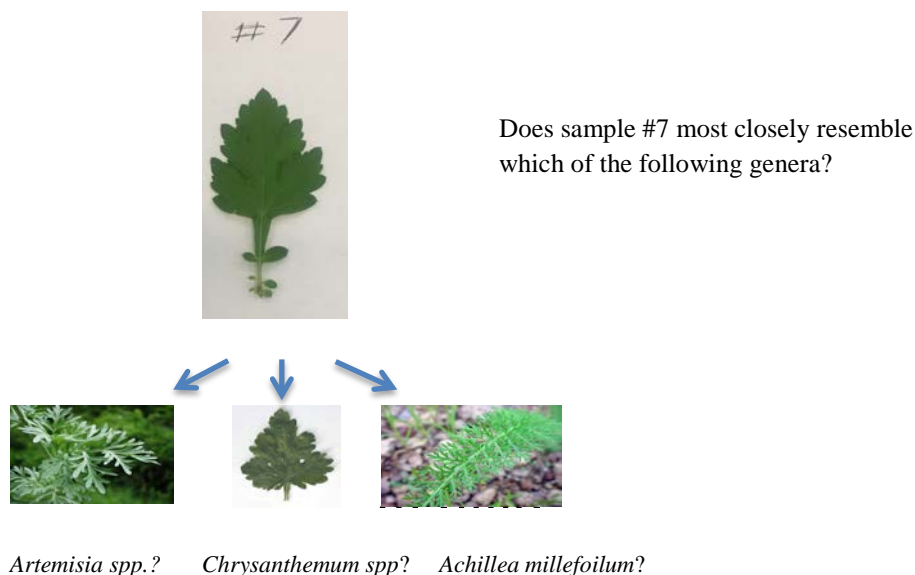 # 7
Does sample #7 most closely resemble
which of the following genera?
Artemisia spp.?
Chrysanthemum spp?
Achillea millefoilum?